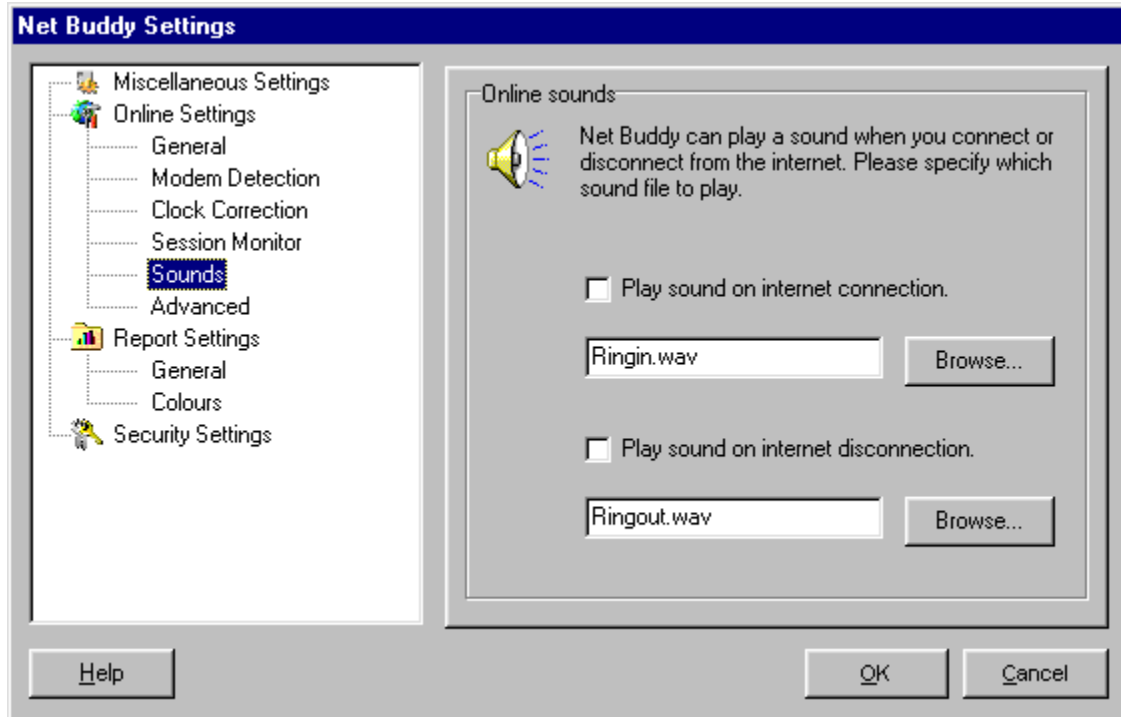 Net Buddy Settings
Miscellaneous Settings
Online Settings
General
Modem Detection
Clock Correction
Session Monitor
Sounds
Advanced
Report Settings
General
Colours
Security Settings
Online sounds
Net Buddy can play a sound when you connect or
disconnect from the internet. Please specify which
sound file to play.
Play sound on internet connection.
Ringin.wav
Browse...
Play sound on internet disconnection.
Ringout.wav
Browse...
Help
OK
Cancel